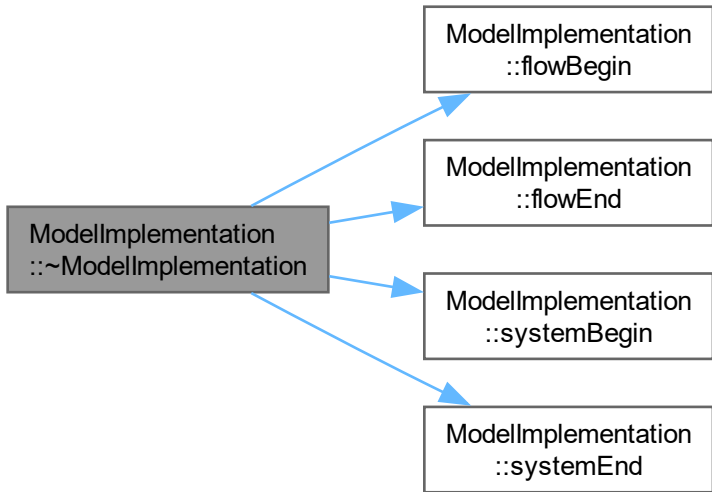 ModelImplementation
::flowBegin
ModelImplementation
::flowEnd
ModelImplementation
::~ModelImplementation
ModelImplementation
::systemBegin
ModelImplementation
::systemEnd